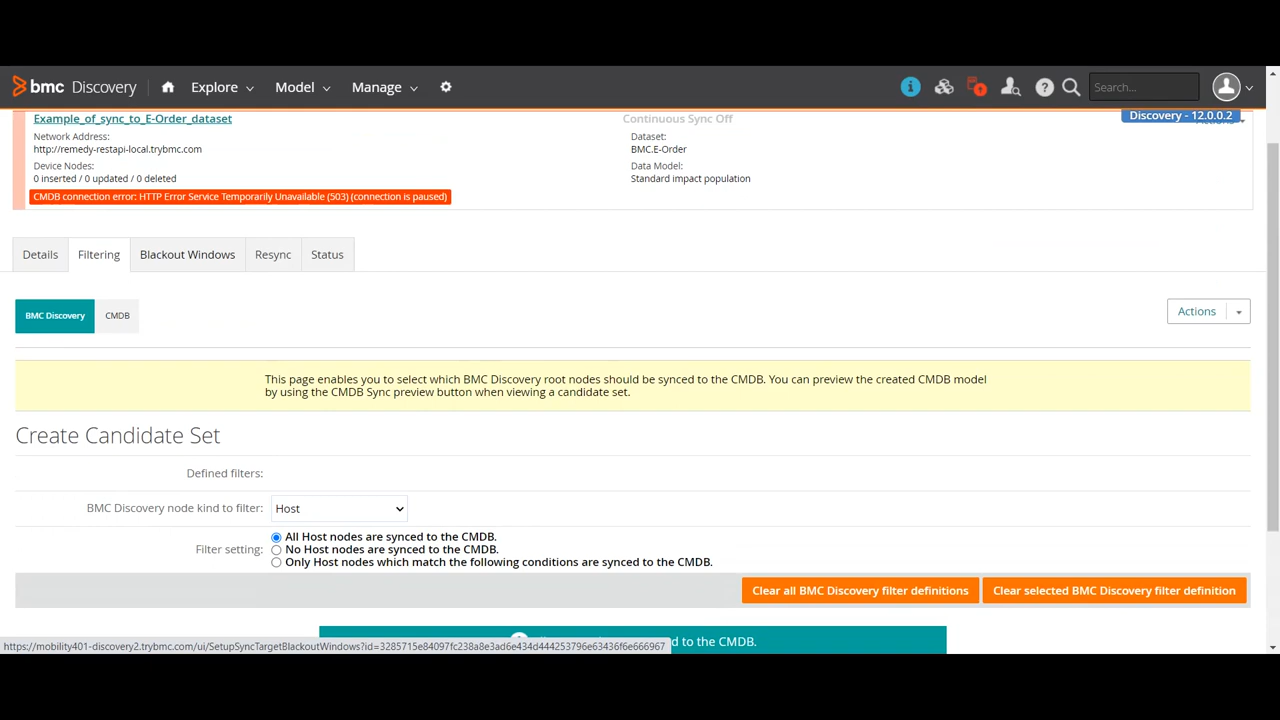 bmc Discovery Explore Model Manage Search...
Discovery - 12.0.0.2
Example_of_sync_to_E-Order_dataset
Continuous Sync Off
Network Address:
http://remedy-restapi-local.trybmc.com
Dataset:
BMC.E-Order
Device Nodes:
0 inserted / 0 updated / 0 deleted
Data Model:
Standard impact population
CMDB connection error: HTTP Error Service Temporarily Unavailable (503) (connection is paused)
Details Filtering Blackout Windows Resync Status
BMC Discovery CMDB
Actions
This page enables you to select which BMC Discovery root nodes should be synced to the CMDB. You can preview the created CMDB model
by using the CMDB Sync preview button when viewing a candidate set.
Create Candidate Set
Defined filters:
BMC Discovery node kind to filter: Host
Filter setting:
All Host nodes are synced to the CMDB.
No Host nodes are synced to the CMDB.
Only Host nodes which match the following conditions are synced to the CMDB.
Clear all BMC Discovery filter definitions Clear selected BMC Discovery filter definition
ed to the CMDB.
https://mobility401-discovery2.trybmc.com/ui/SetupSyncTargetBlackoutWindows?id=3285715e84097fc238a8e3ad6e434d444253796e63436f6e666967